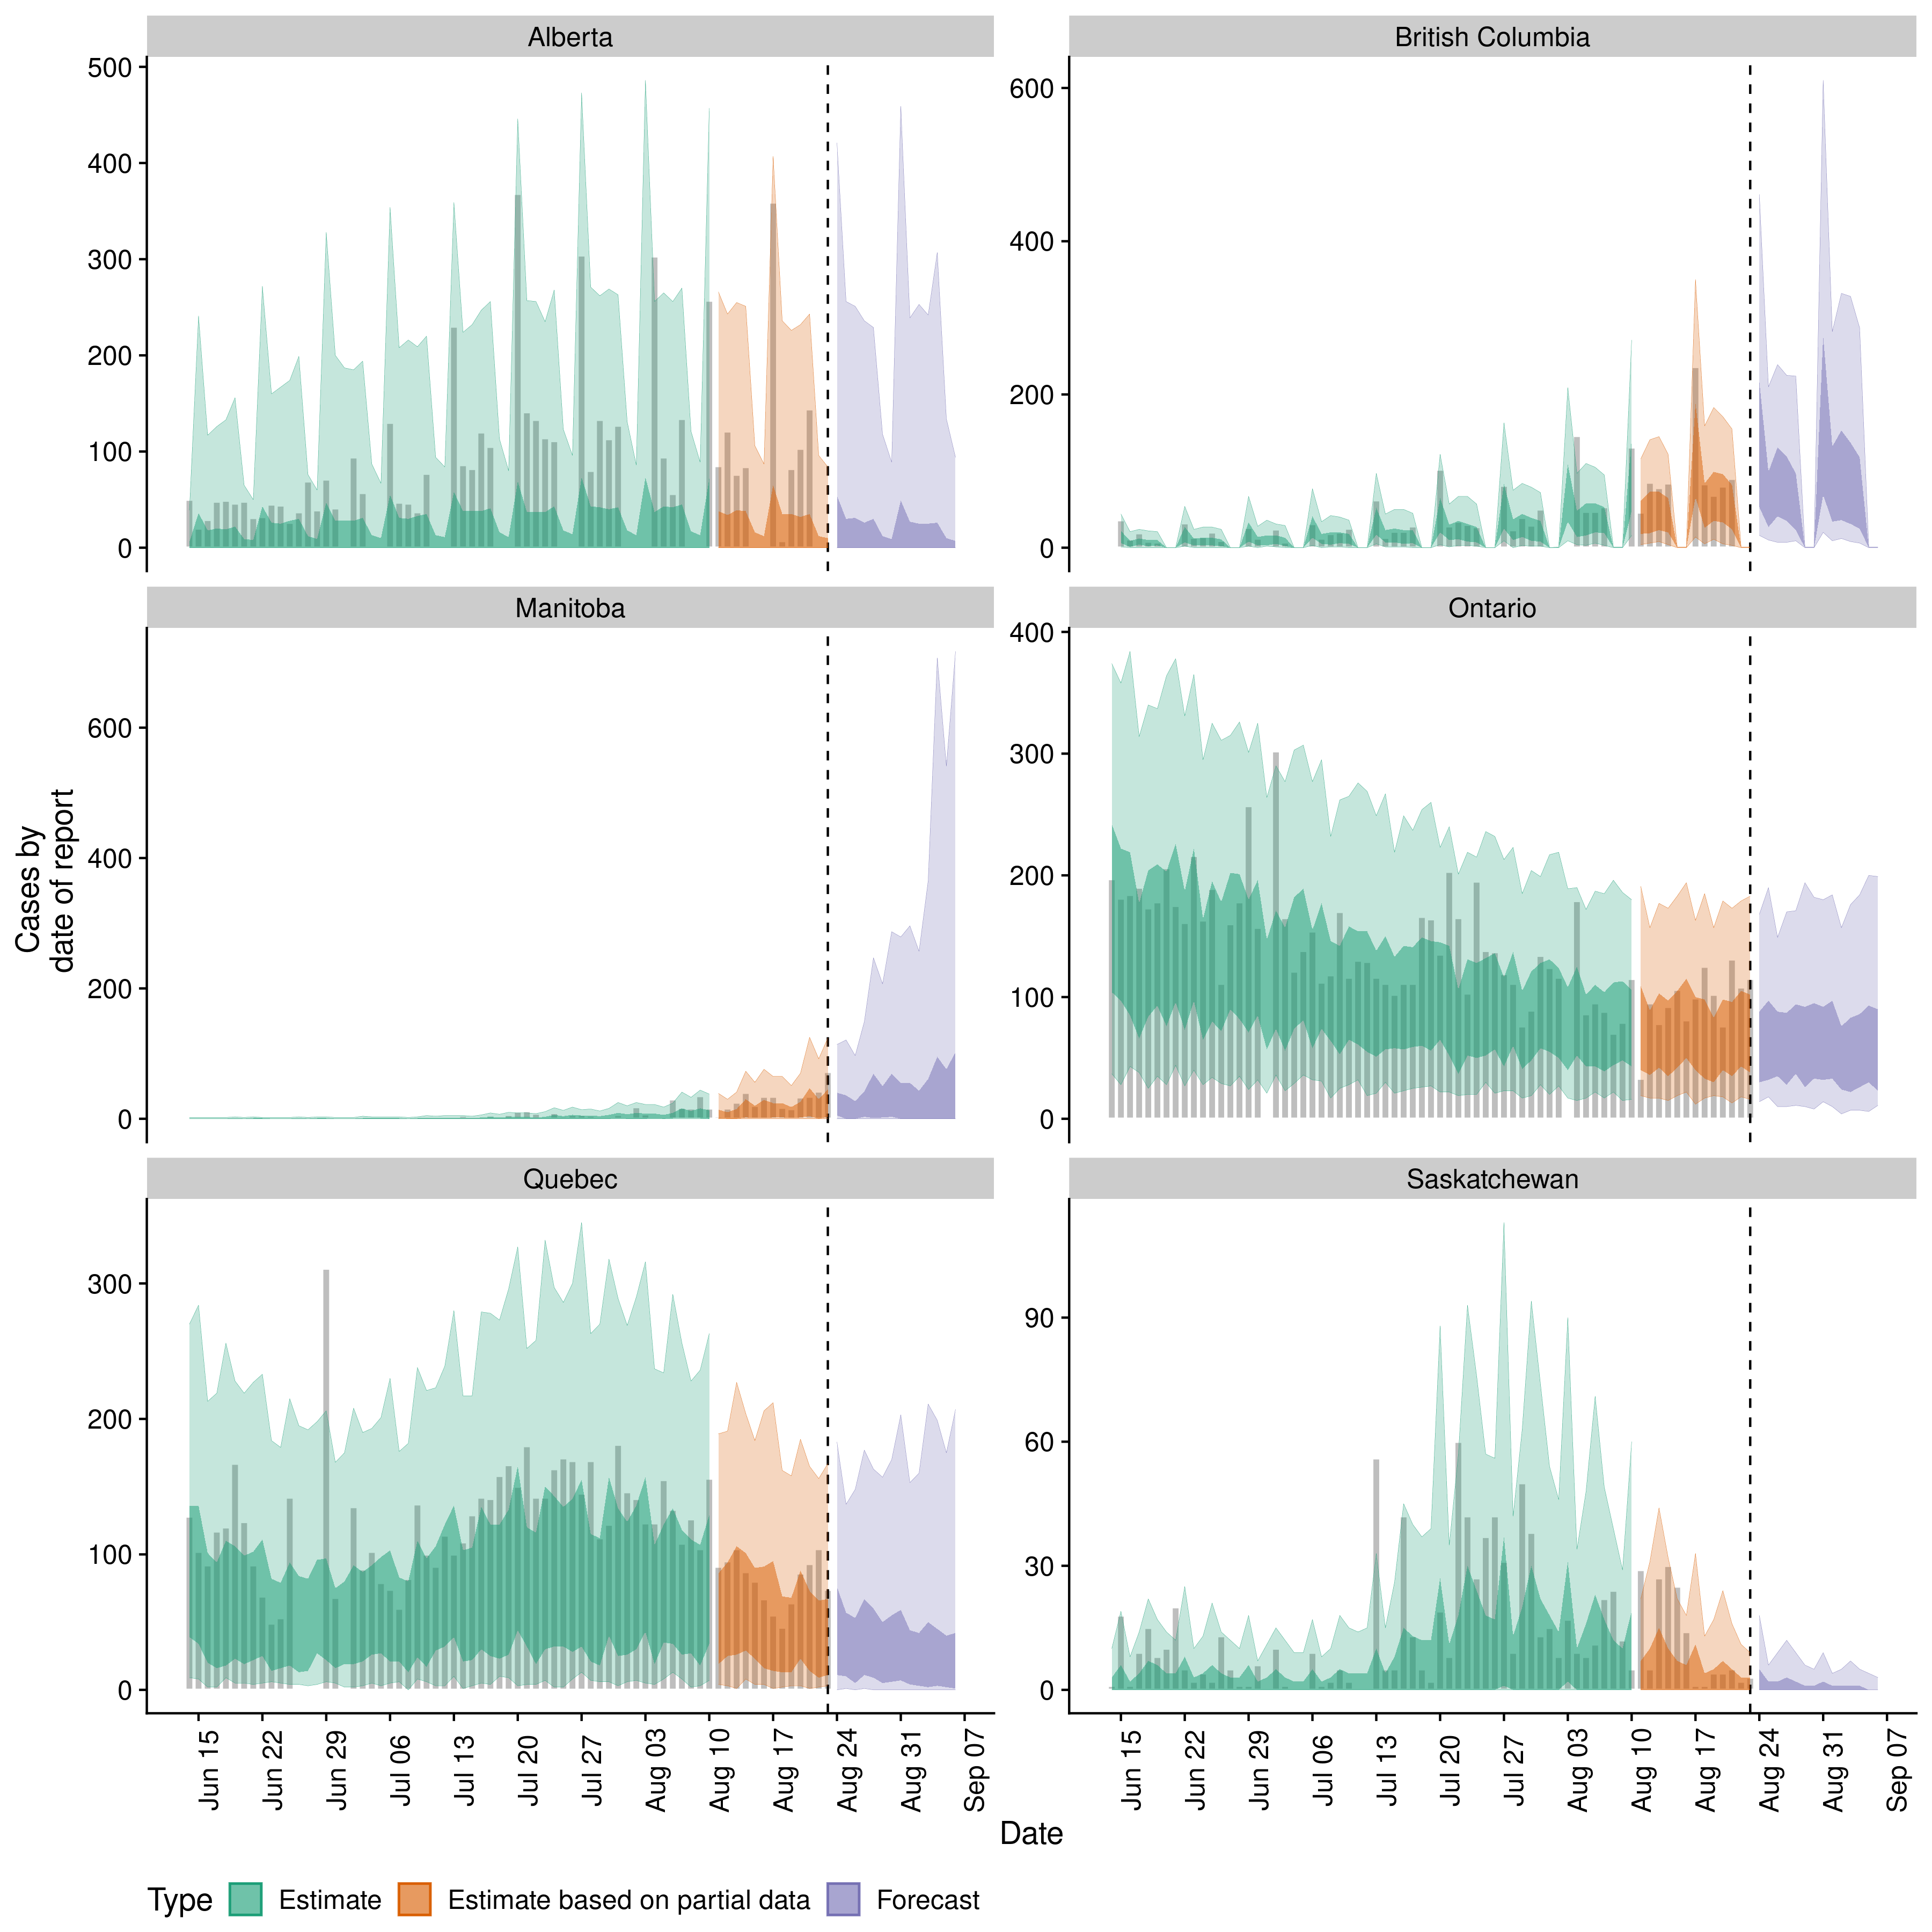 Alberta
British Columbia
500
400
300
200
100
0
600
400
200
0
Manitoba
Ontario
600
400
200
0
400
300
200
100
0
Cases by
date of report
Quebec
Saskatchewan
300
200
100
0
90
60
30
0
Jun 15
Jun 22
Jun 29
Jul 06
Jul 13
Jul 20
Jul 27
Aug 03
Aug 10
Aug 17
Aug 24
Aug 31
Sep 07
Jun 15
Jun 22
Jun 29
Jul 06
Jul 13
Jul 20
Jul 27
Aug 03
Aug 10
Aug 17
Aug 24
Aug 31
Sep 07
Date
Type Estimate Estimate based on partial data Forecast